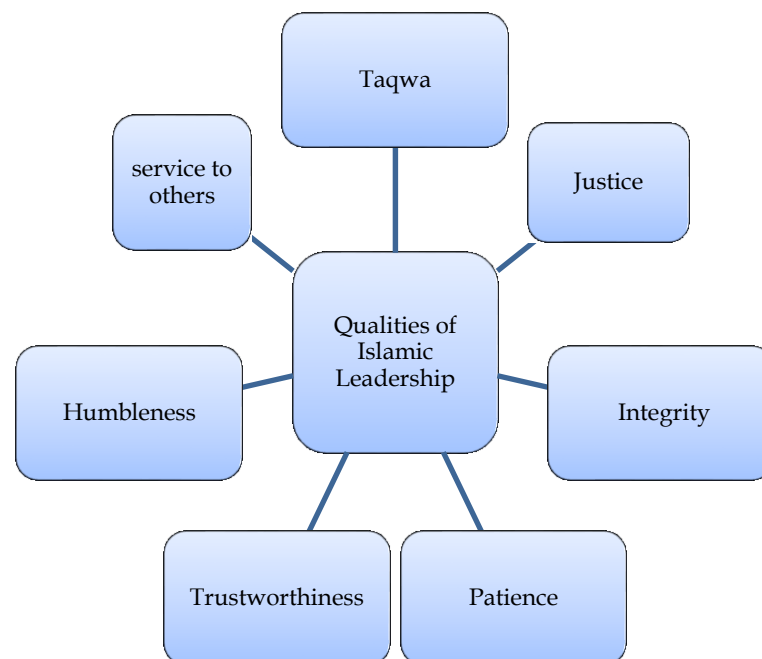 Taqwa
service to
others
Justice
Qualities of
Islamic
Leadership
Humbleness
Integrity
Trustworthiness
Patience